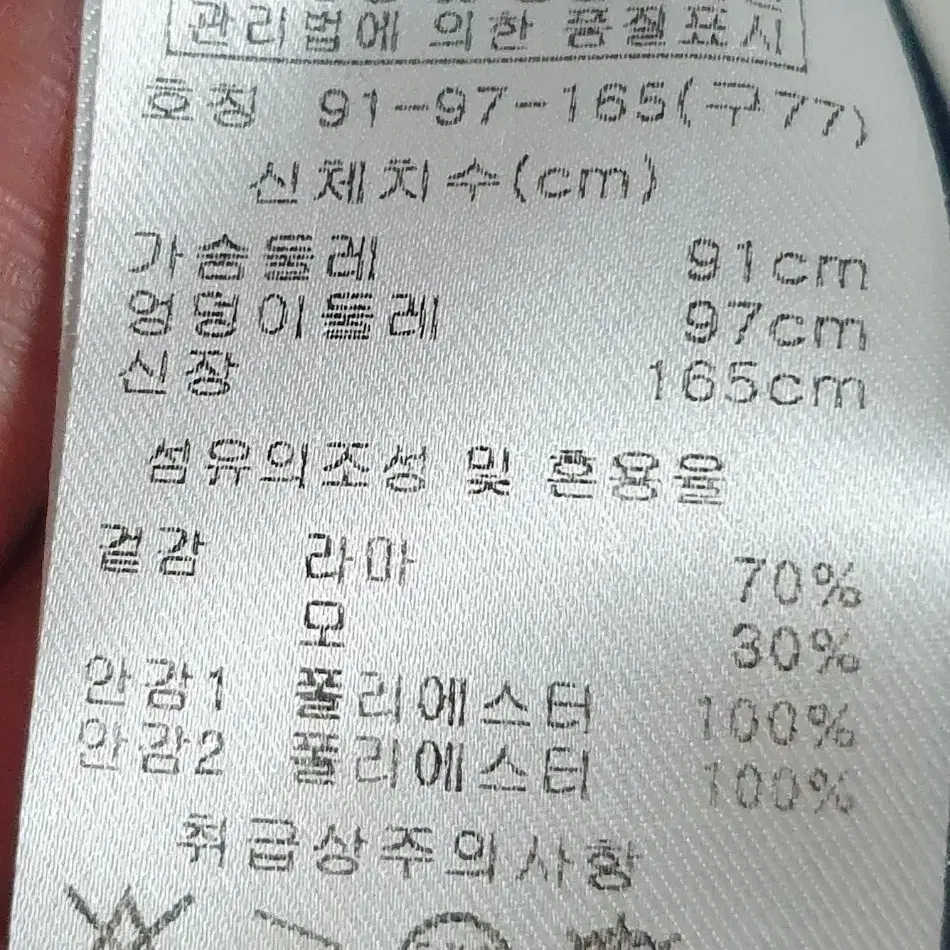 관리법에 의한 품질표시
호칭 91-97-165(구77)
신체치수(cm)
가슴둘레 91cm
엉덩이둘레 97cm
신장 165cm
섬유의조성 및 혼용율
겉감 라마 70%
모 30%
안감1 폴리에스터 100%
안감2 폴리에스터 100%
취급상주의사항